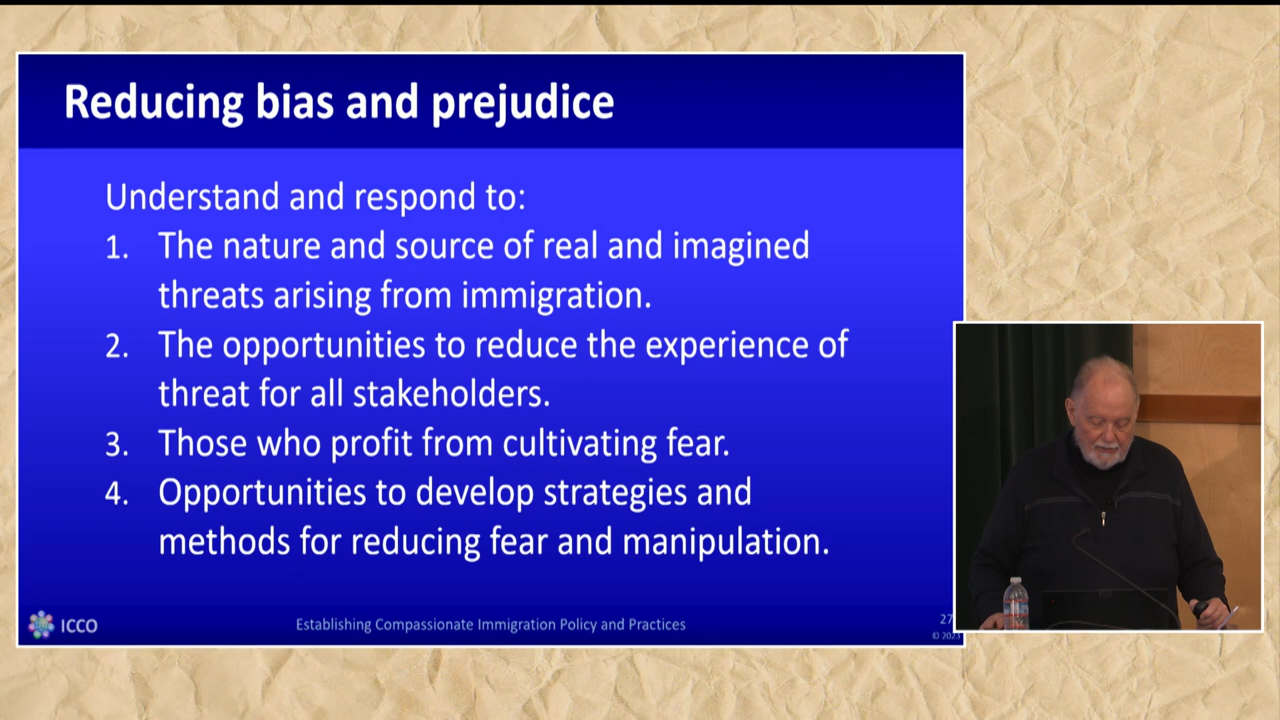 Reducing bias and prejudice
Understand and respond to:
1. The nature and source of real and imagined
threats arising from immigration.
2. The opportunities to reduce the experience of
threat for all stakeholders.
3. Those who profit from cultivating fear.
4. Opportunities to develop strategies and
methods for reducing fear and manipulation.
ICCO
Establishing Compassionate Immigration Policy and Practices
27
© 2023